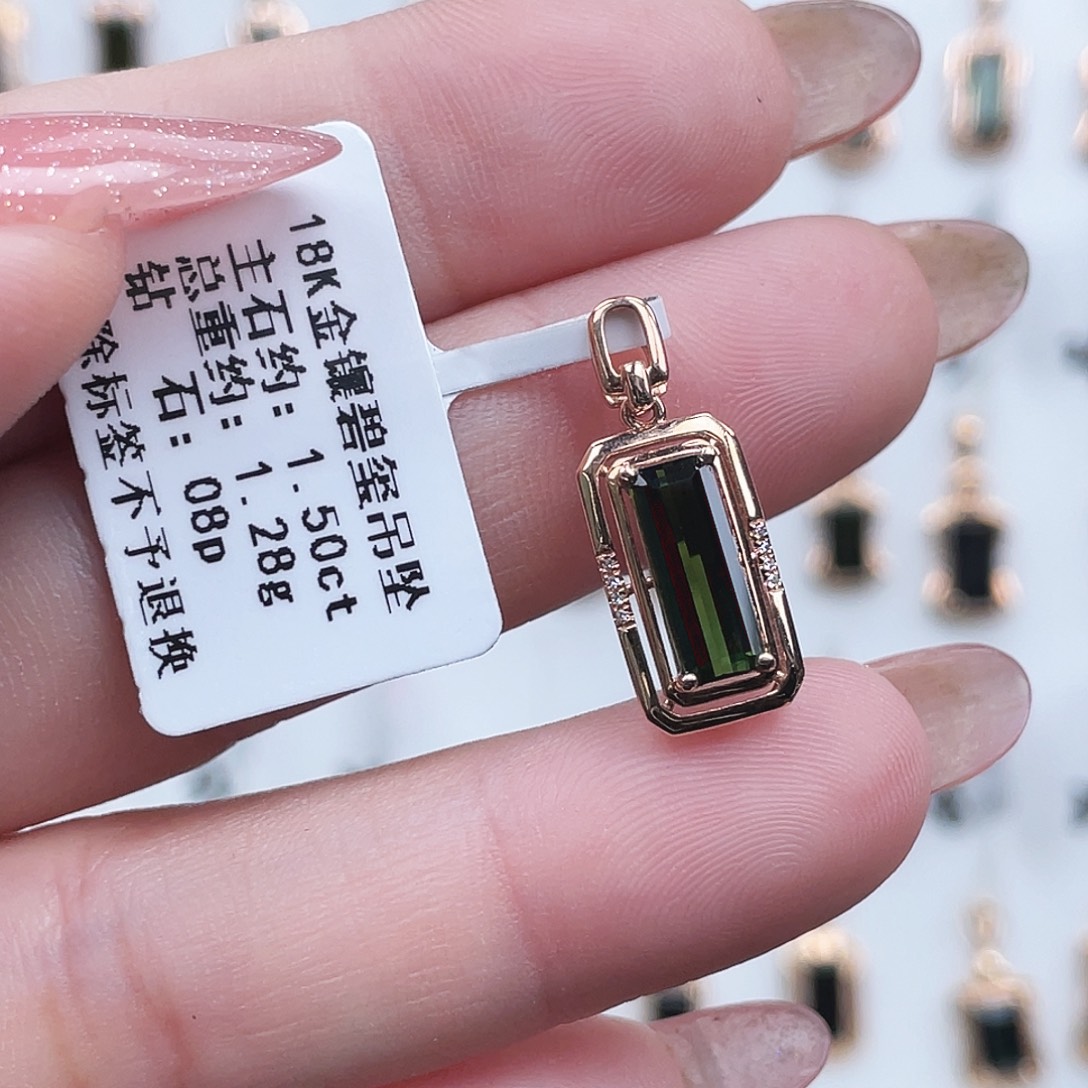 18K金镶碧玺吊坠
主石约: 1.50ct
总重约: 1.28g
钻 石: 08p
除标签不予退换